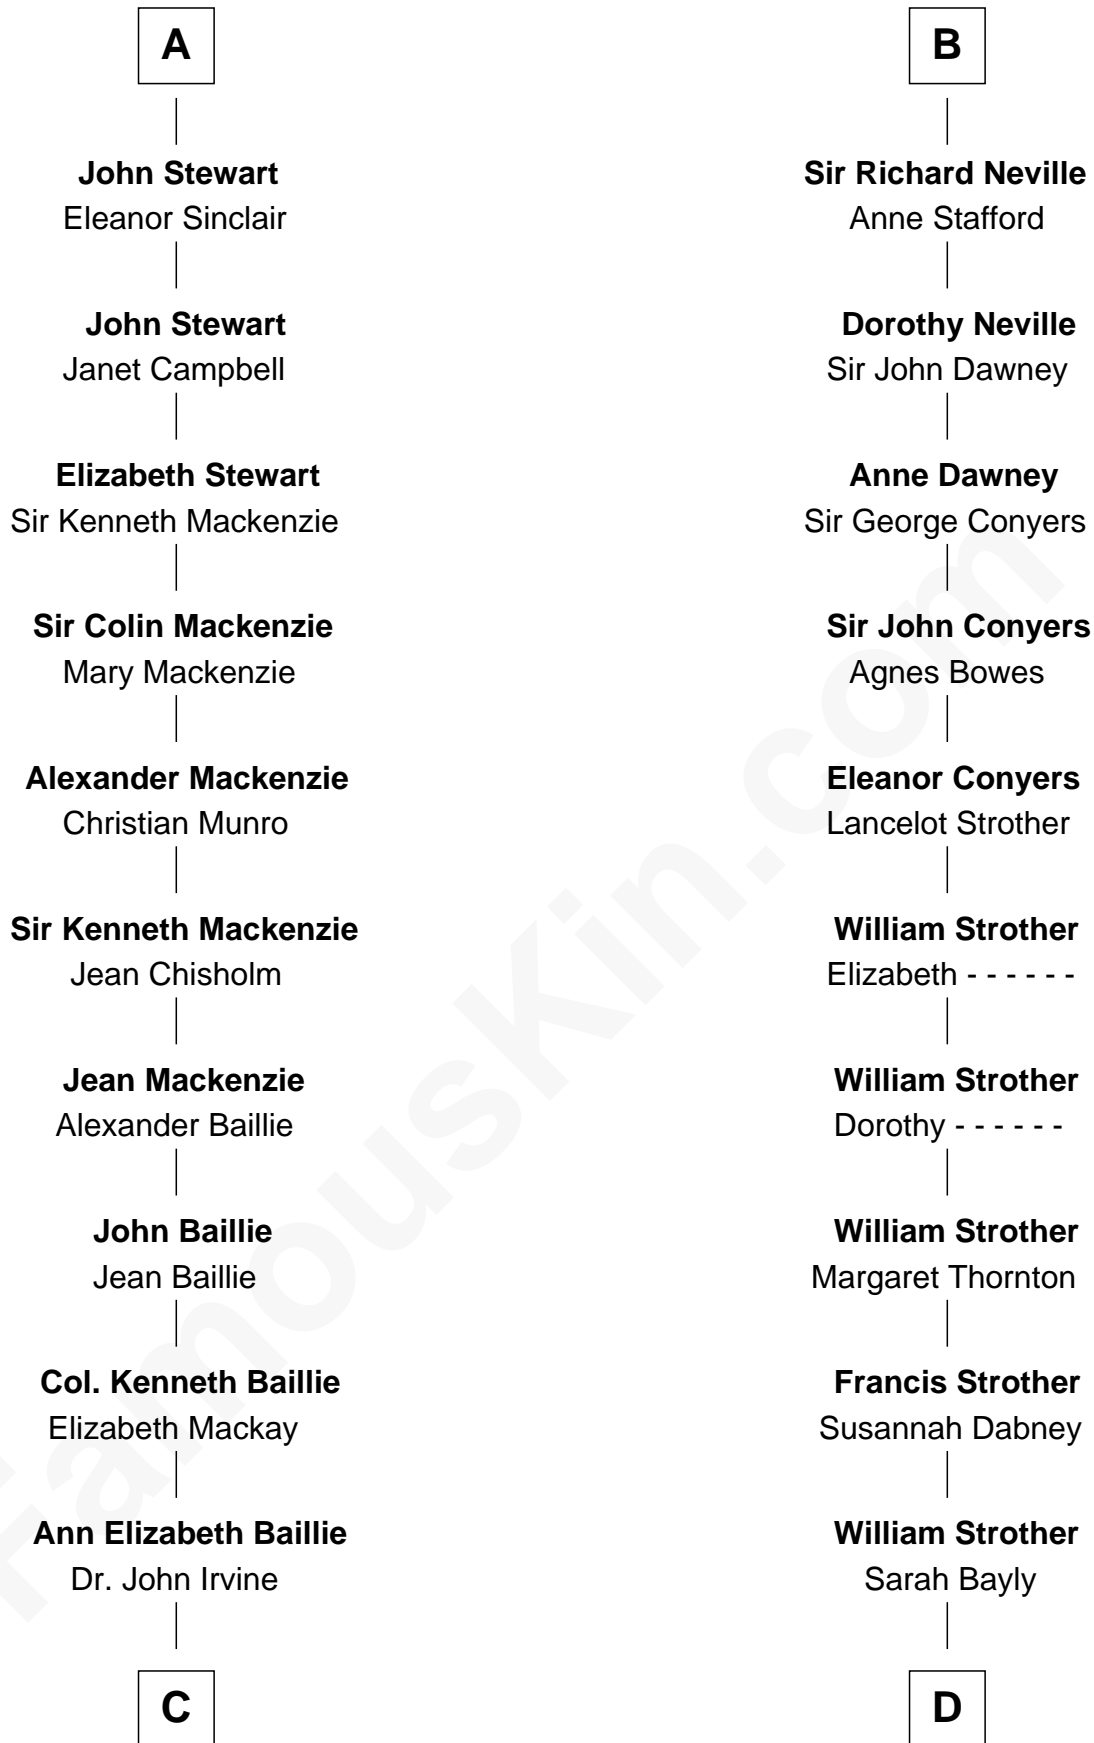 A
John Stewart
Eleanor Sinclair
John Stewart
Janet Campbell
Elizabeth Stewart
Sir Kenneth Mackenzie
Sir Colin Mackenzie
Mary Mackenzie
Alexander Mackenzie
Christian Munro
Sir Kenneth Mackenzie
Jean Chisholm
Jean Mackenzie
Alexander Baillie
John Baillie
Jean Baillie
Col. Kenneth Baillie
Elizabeth Mackay
Ann Elizabeth Baillie
Dr. John Irvine
C
B
Sir Richard Neville
Anne Stafford
Dorothy Neville
Sir John Dawney
Anne Dawney
Sir George Conyers
Sir John Conyers
Agnes Bowes
Eleanor Conyers
Lancelot Strother
William Strother
Elizabeth - - - - - -
William Strother
Dorothy - - - - - -
William Strother
Margaret Thornton
Francis Strother
Susannah Dabney
William Strother
Sarah Bayly
D
FamousKin.com